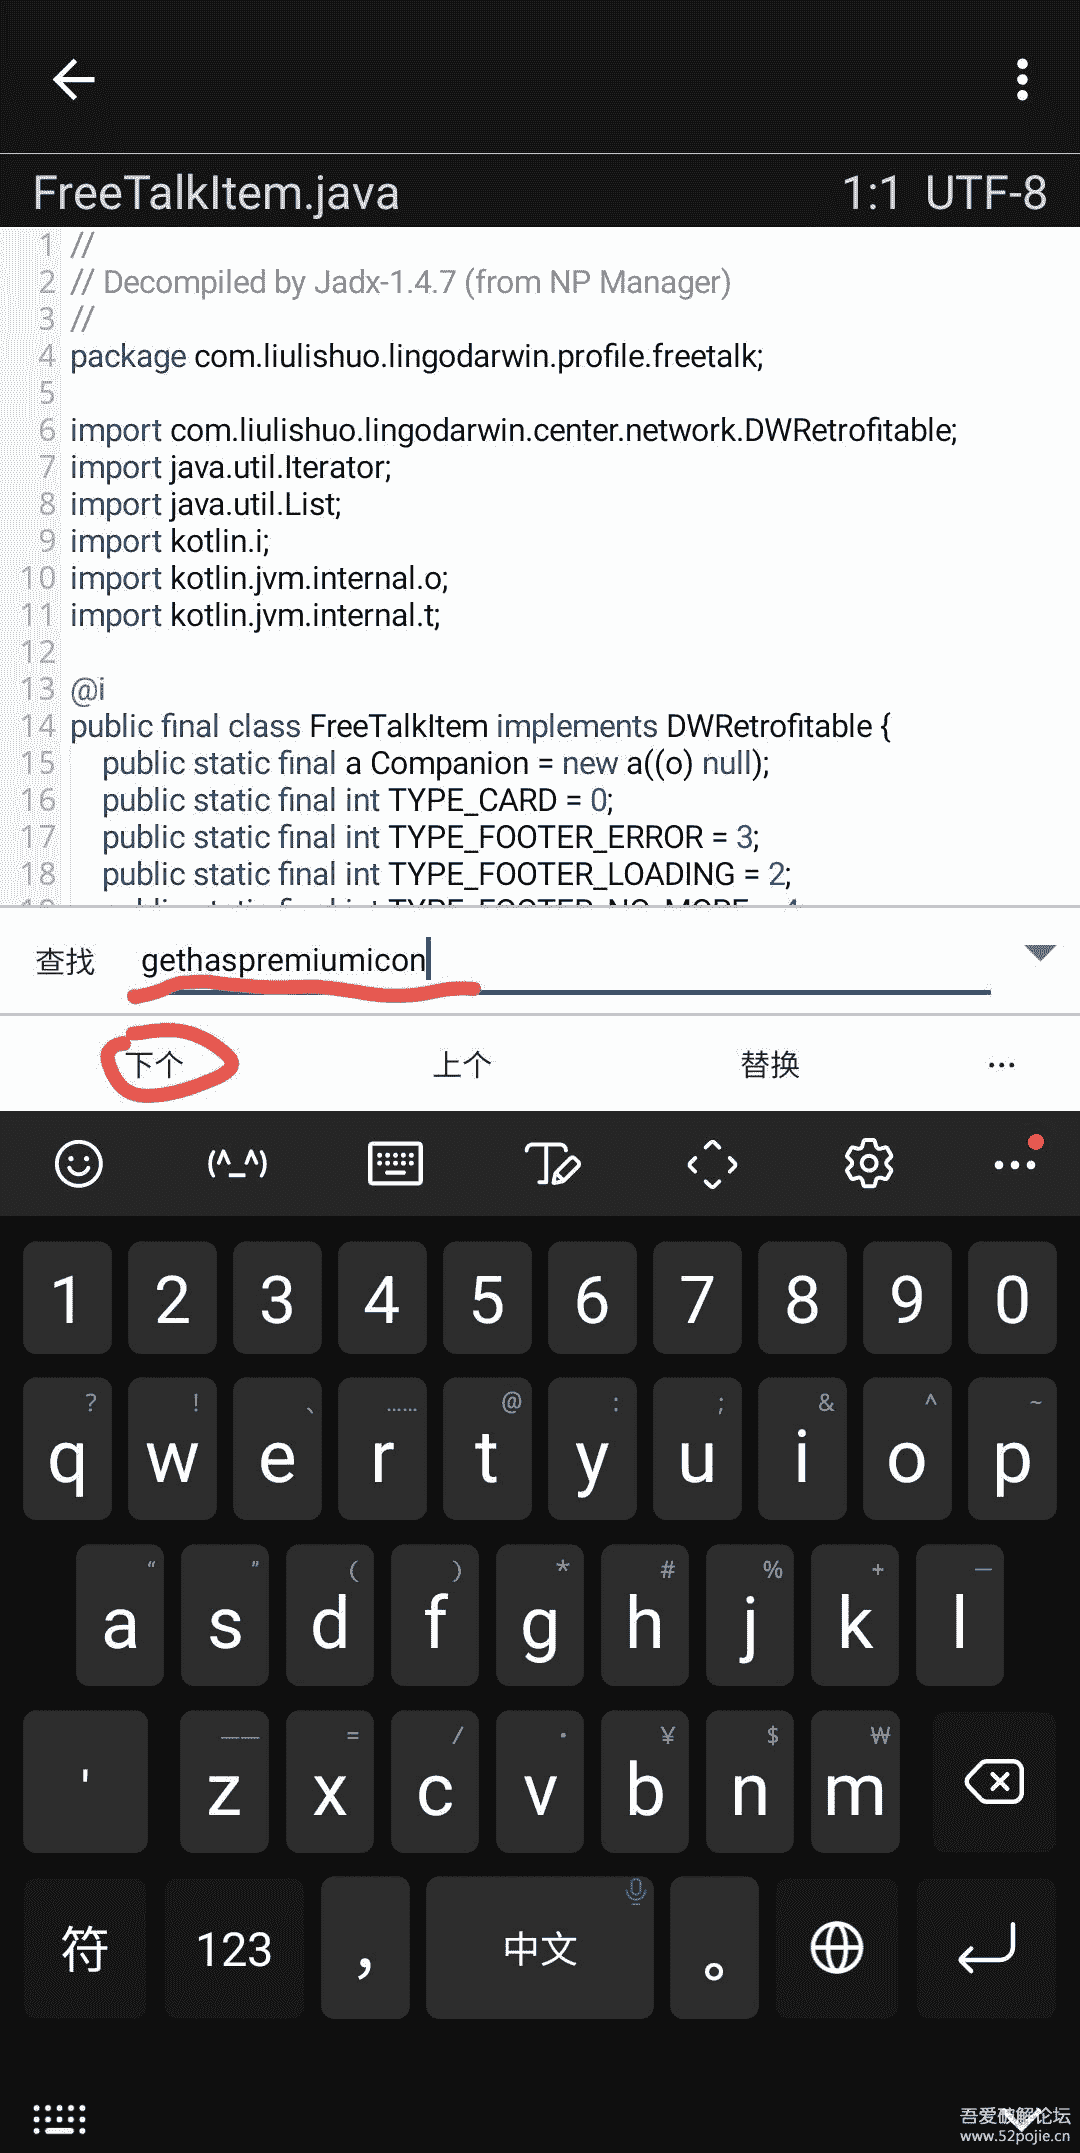 FreeTalkItem.java 1:1 UTF-8
1 //
2 // Decompiled by Jadx-1.4.7 (from NP Manager)
3 //
4 package com.liulishuo.lingodarwin.profile.freetalk;
5
6 import com.liulishuo.lingodarwin.center.network.DWRetrofitable;
7 import java.util.Iterator;
8 import java.util.List;
9 import kotlin.i;
10 import kotlin.jvm.internal.o;
11 import kotlin.jvm.internal.t;
12
13 @i
14 public final class FreeTalkItem implements DWRetrofitable {
15 public static final a Companion = new a((o) null);
16 public static final int TYPE_CARD = 0;
17 public static final int TYPE_FOOTER_ERROR = 3;
18 public static final int TYPE_FOOTER_LOADING = 2;
查找 gethaspremiumicon
下个 上个 替换 ...
(^_^)
1 2 3 4 5 6 7 8 9 0
? ! 、 …… @ : ; & ^ ~
q w e r t y u i o p
“ ” ( ) * # % + —
a s d f g h j k l
—— = / · ¥ $ ₩
' z x c v b n m
符 123 ， 中文 。
吾爱破解论坛
www.52pojie.cn